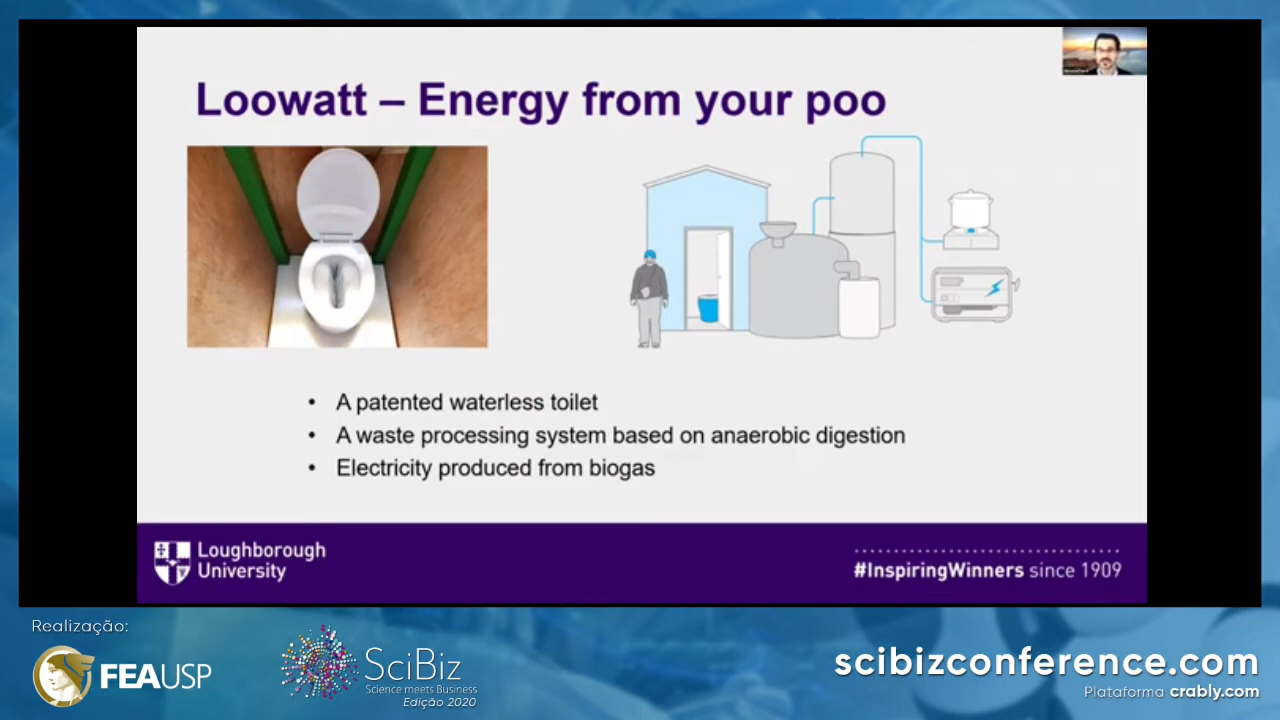 Loowatt – Energy from your poo
• A patented waterless toilet
• A waste processing system based on anaerobic digestion
• Electricity produced from biogas
Loughborough
University
#InspiringWinners since 1909
Realização:
FEAUSP
SciBiz
Science meets Business
Edição 2020
scibizconference.com
Plataforma crably.com